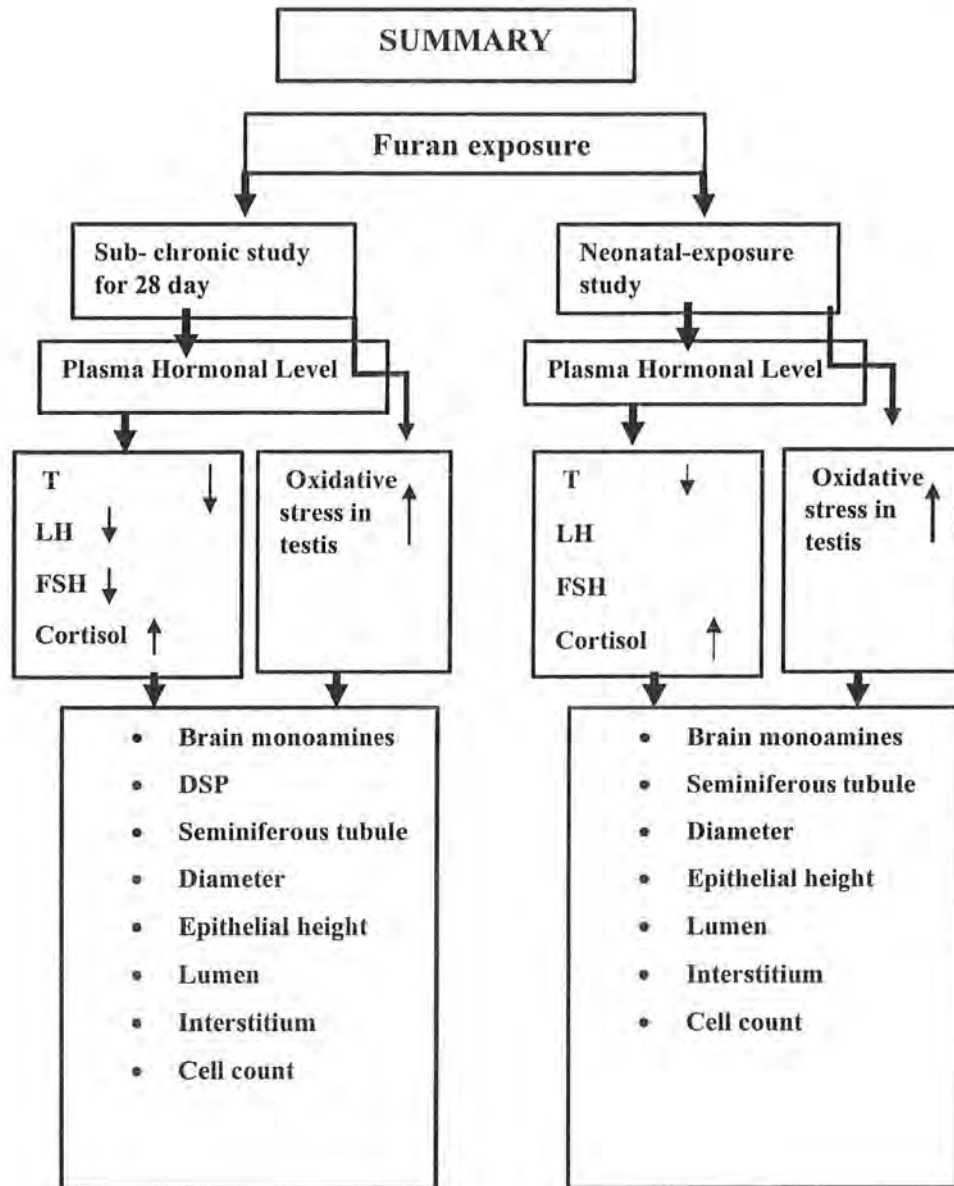 SUMMARY
Furan exposure
Sub- chronic study
for 28 day
Plasma Hormonal Level
T ↓
LH ↓
FSH ↓
Cortisol ↑
Oxidative ↑
stress in
testis
• Brain monoamines
• DSP
• Seminiferous tubule
• Diameter
• Epithelial height
• Lumen
• Interstitium
• Cell count
Neonatal-exposure
study
Plasma Hormonal Level
T ↓
LH
FSH
Cortisol ↑
Oxidative ↑
stress in
testis
• Brain monoamines
• Seminiferous tubule
• Diameter
• Epithelial height
• Lumen
• Interstitium
• Cell count